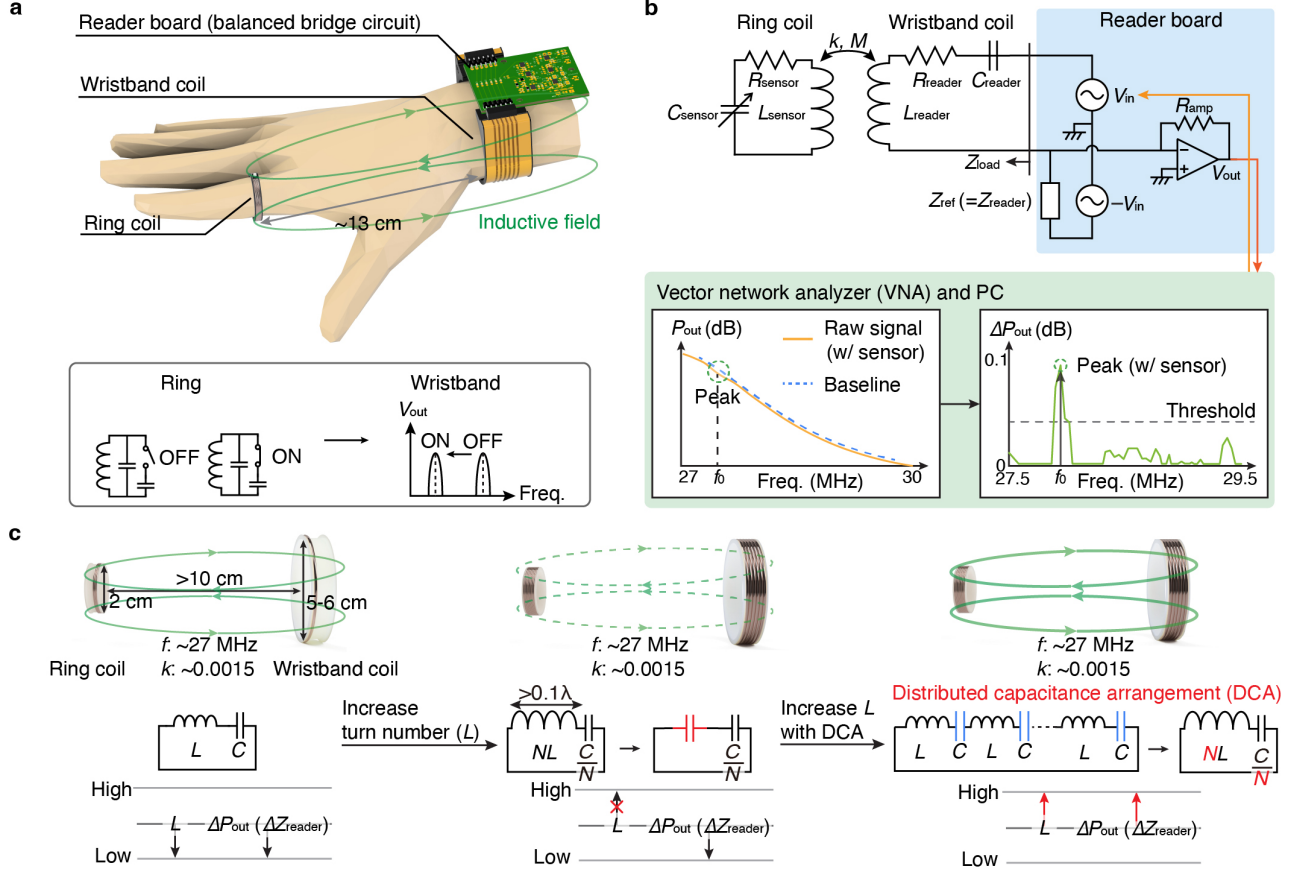 a
Reader board (balanced bridge circuit)
Wristband coil
Ring coil
~13 cm
Inductive field
Ring
Wristband
OFF
ON
Vout
ON
OFF
Freq.
b
Ring coil
Wristband coil
Reader board
k, M
Rsensor
Csensor
Lsensor
Rreader
Creader
Lreader
Vin
Ramp
−
+
Vout
Zload
Zref (=Zreader)
−Vin
Vector network analyzer (VNA) and PC
Pout (dB)
Raw signal
(w/ sensor)
Baseline
Peak
27
f0
Freq. (MHz)
30
ΔPout (dB)
0.1
Peak (w/ sensor)
Threshold
0
27.5
f0
Freq. (MHz)
29.5
c
>10 cm
2 cm
5-6 cm
f: ~27 MHz
k: ~0.0015
Ring coil
Wristband coil
f: ~27 MHz
k: ~0.0015
f: ~27 MHz
k: ~0.0015
L
C
Increase
turn number (L)
>0.1λ
NL
C
N
C
N
Increase L
with DCA
Distributed capacitance arrangement (DCA)
L C L C L C
NL
C
N
High
L ΔPout (ΔZreader)
Low
High
L ΔPout (ΔZreader)
Low
High
L ΔPout (ΔZreader)
Low